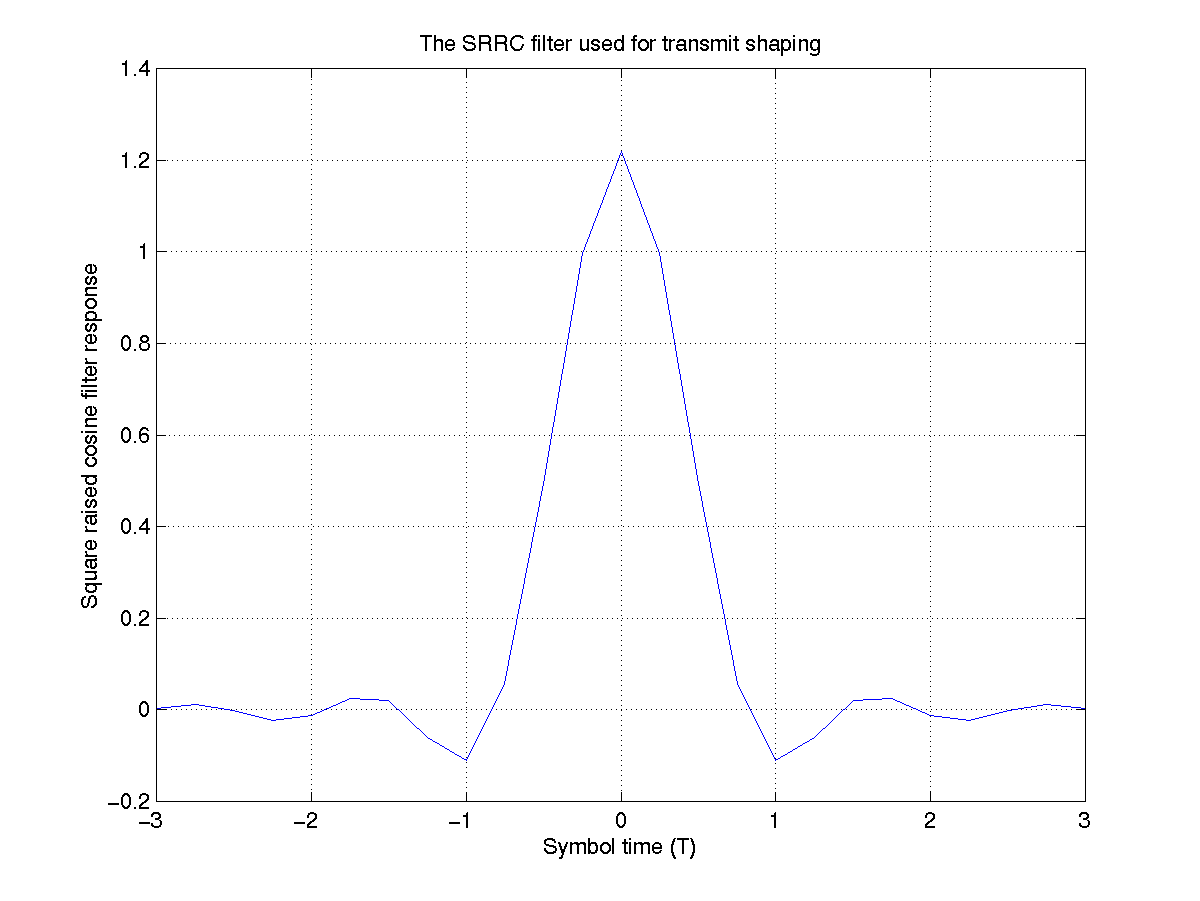 The SRRC filter used for transmit shaping
1.4
1.2
1
0.8
0.6
0.4
0.2
0
−0.2
Square raised cosine filter response
−3 −2 −1 0 1 2 3
Symbol time (T)